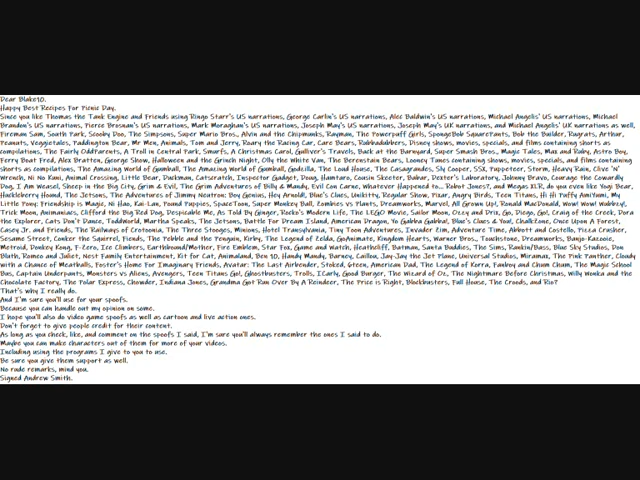 Dear Blake10,
Happy Best Recipes For Picnic Day,
Since you like Thomas the Tank Engine and Friends using Ringo Starr's US narrations, George Carlin's US narrations, Alec Baldwin's US narrations, Michael Angelis' US narrations, Michael
Brandon's US narrations, Pierce Brosnan's US narrations, Mark Moraghan's US narrations, Joseph May's US narrations, Joseph May's UK narrations, and Michael Angelis' UK narrations as well,
Fireman Sam, South Park, Scooby Doo, The Simpsons, Super Mario Bros., Alvin and the Chipmunks, Rayman, The Powerpuff Girls, SpongeBob SquarePants, Bob the Builder, Rugrats, Arthur,
Peanuts, Veggietales, Paddington Bear, Mr Men, Animals, Tom and Jerry, Roary the Racing Car, Care Bears, Rubbadubbers, Disney shows, movies, specials, and films containing shorts as
compilations, The Fairly OddParents, A Troll in Central Park, Smurfs, A Christmas Carol, Gulliver's Travels, Back at the Barnyard, Super Smash Bros., Magic Tales, Max and Ruby, Astro Boy,
Ferry Boat Fred, Alex Bratten, George Show, Halloween and the Grinch Night, Olly the White Van, The Berenstain Bears, Looney Tunes containing shows, movies, specials, and films containing
shorts as compilations, The Amazing World of Gumball, The Amazing World of Gumball, Godzilla, The Loud House, The Casagrandes, Sly Cooper, SSX, Puppeteer, Storm, Heavy Rain, Clive 'N'
Wrench, Ni No Kuni, Animal Crossing, Little Bear, Duckman, Catscratch, Inspector Gadget, Doug, Hamtaro, Cousin Skeeter, Babar, Dexter's Laboratory, Johnny Bravo, Courage the Cowardly
Dog, I Am Weasel, Sheep in the Big City, Grim & Evil, The Grim Adventures of Billy & Mandy, Evil Con Carne, Whatever Happened to... Robot Jones?, and Megas XLR, do you even like Yogi Bear,
Huckleberry Hound, The Jetsons, The Adventures of Jimmy Neutron: Boy Genius, Hey Arnold!, Blue's Clues, Unikitty, Regular Show, Pixar, Angry Birds, Teen Titans, Hi Hi Puffy AmiYumi, My
Little Pony: Friendship is Magic, Ni Hao, Kai-Lan, Pound Puppies, SpaceToon, Super Monkey Ball, Zombies vs Plants, Dreamworks, Marvel, All Grown Up!, Ronald MacDonald, Wow! Wow! Wubbzy!,
Trick Moon, Animaniacs, Clifford the Big Red Dog, Despicable Me, As Told By Ginger, Rocko's Modern Life, The LEGO Movie, Sailor Moon, Ozzy and Drix, Go, Diego, Go!, Craig of the Creek, Dora
the Explorer, Cats Don't Dance, ToddWorld, Martha Speaks, The Jetsons, Battle For Dream Island, American Dragon, Yo Gabba Gabba!, Blue's Clues & You!, ChalkZone, Once Upon A Forest,
Casey Jr. and Friends, The Railways of Crotoonia, The Three Stooges, Minions, Hotel Transylvania, Tiny Toon Adventures, Invader Zim, Adventure Time, Abbott and Costello, Pizza Crasher,
Sesame Street, Conker the Squirrel, Fiends, The Pebble and the Penguin, Kirby, The Legend of Zelda, GoAnimate, Kingdom Hearts, Warner Bros., Touchstone, Dreamworks, Banjo-Kazooie,
Metroid, Donkey Kong, F-Zero, Ice Climbers, Earthbound/Mother, Fire Emblem, Star Fox, Game and Watch, Heathcliff, Batman, Santa Buddies, The Sims, Rankin/Bass, Blue Sky Studios, Don
Bluth, Romeo and Juliet, Nest Family Entertainment, Kit for Cat, Animaland, Ben 10, Handy Mandy, Barney, Caillou, Jay-Jay the Jet Plane, Universal Studios, Miramax, The Pink Panther, Cloudy
with a Chance of Meatballs, Foster's Home For Imaginary Friends, Avatar: The Last Airbender, Stoked, 6teen, American Dad, The Legend of Korra, Fanboy and Chum Chum, The Magic School
Bus, Captain Underpants, Monsters vs Aliens, Avengers, Teen Titans Go!, Ghostbusters, Trolls, ICarly, Good Burger, The Wizard of Oz, The Nightmare Before Christmas, Willy Wonka and the
Chocolate Factory, The Polar Express, Chowder, Indiana Jones, Grandma Got Run Over By A Reindeer, The Price is Right, Blockbusters, Full House, The Croods, and Rio?
That's why I really do.
And I'm sure you'll use for your spoofs.
Because you can handle out my opinion on some.
I hope you'll also do video game spoofs as well as cartoon and live action ones.
Don't forget to give people credit for their content.
As long as you check, like, and comment on the spoofs I said, I'm sure you'll always remember the ones I said to do.
Maybe you can make characters out of them for more of your videos.
Including using the programs I give to you to use.
Be sure you give them support as well.
No rude remarks, mind you.
Signed Andrew Smith.